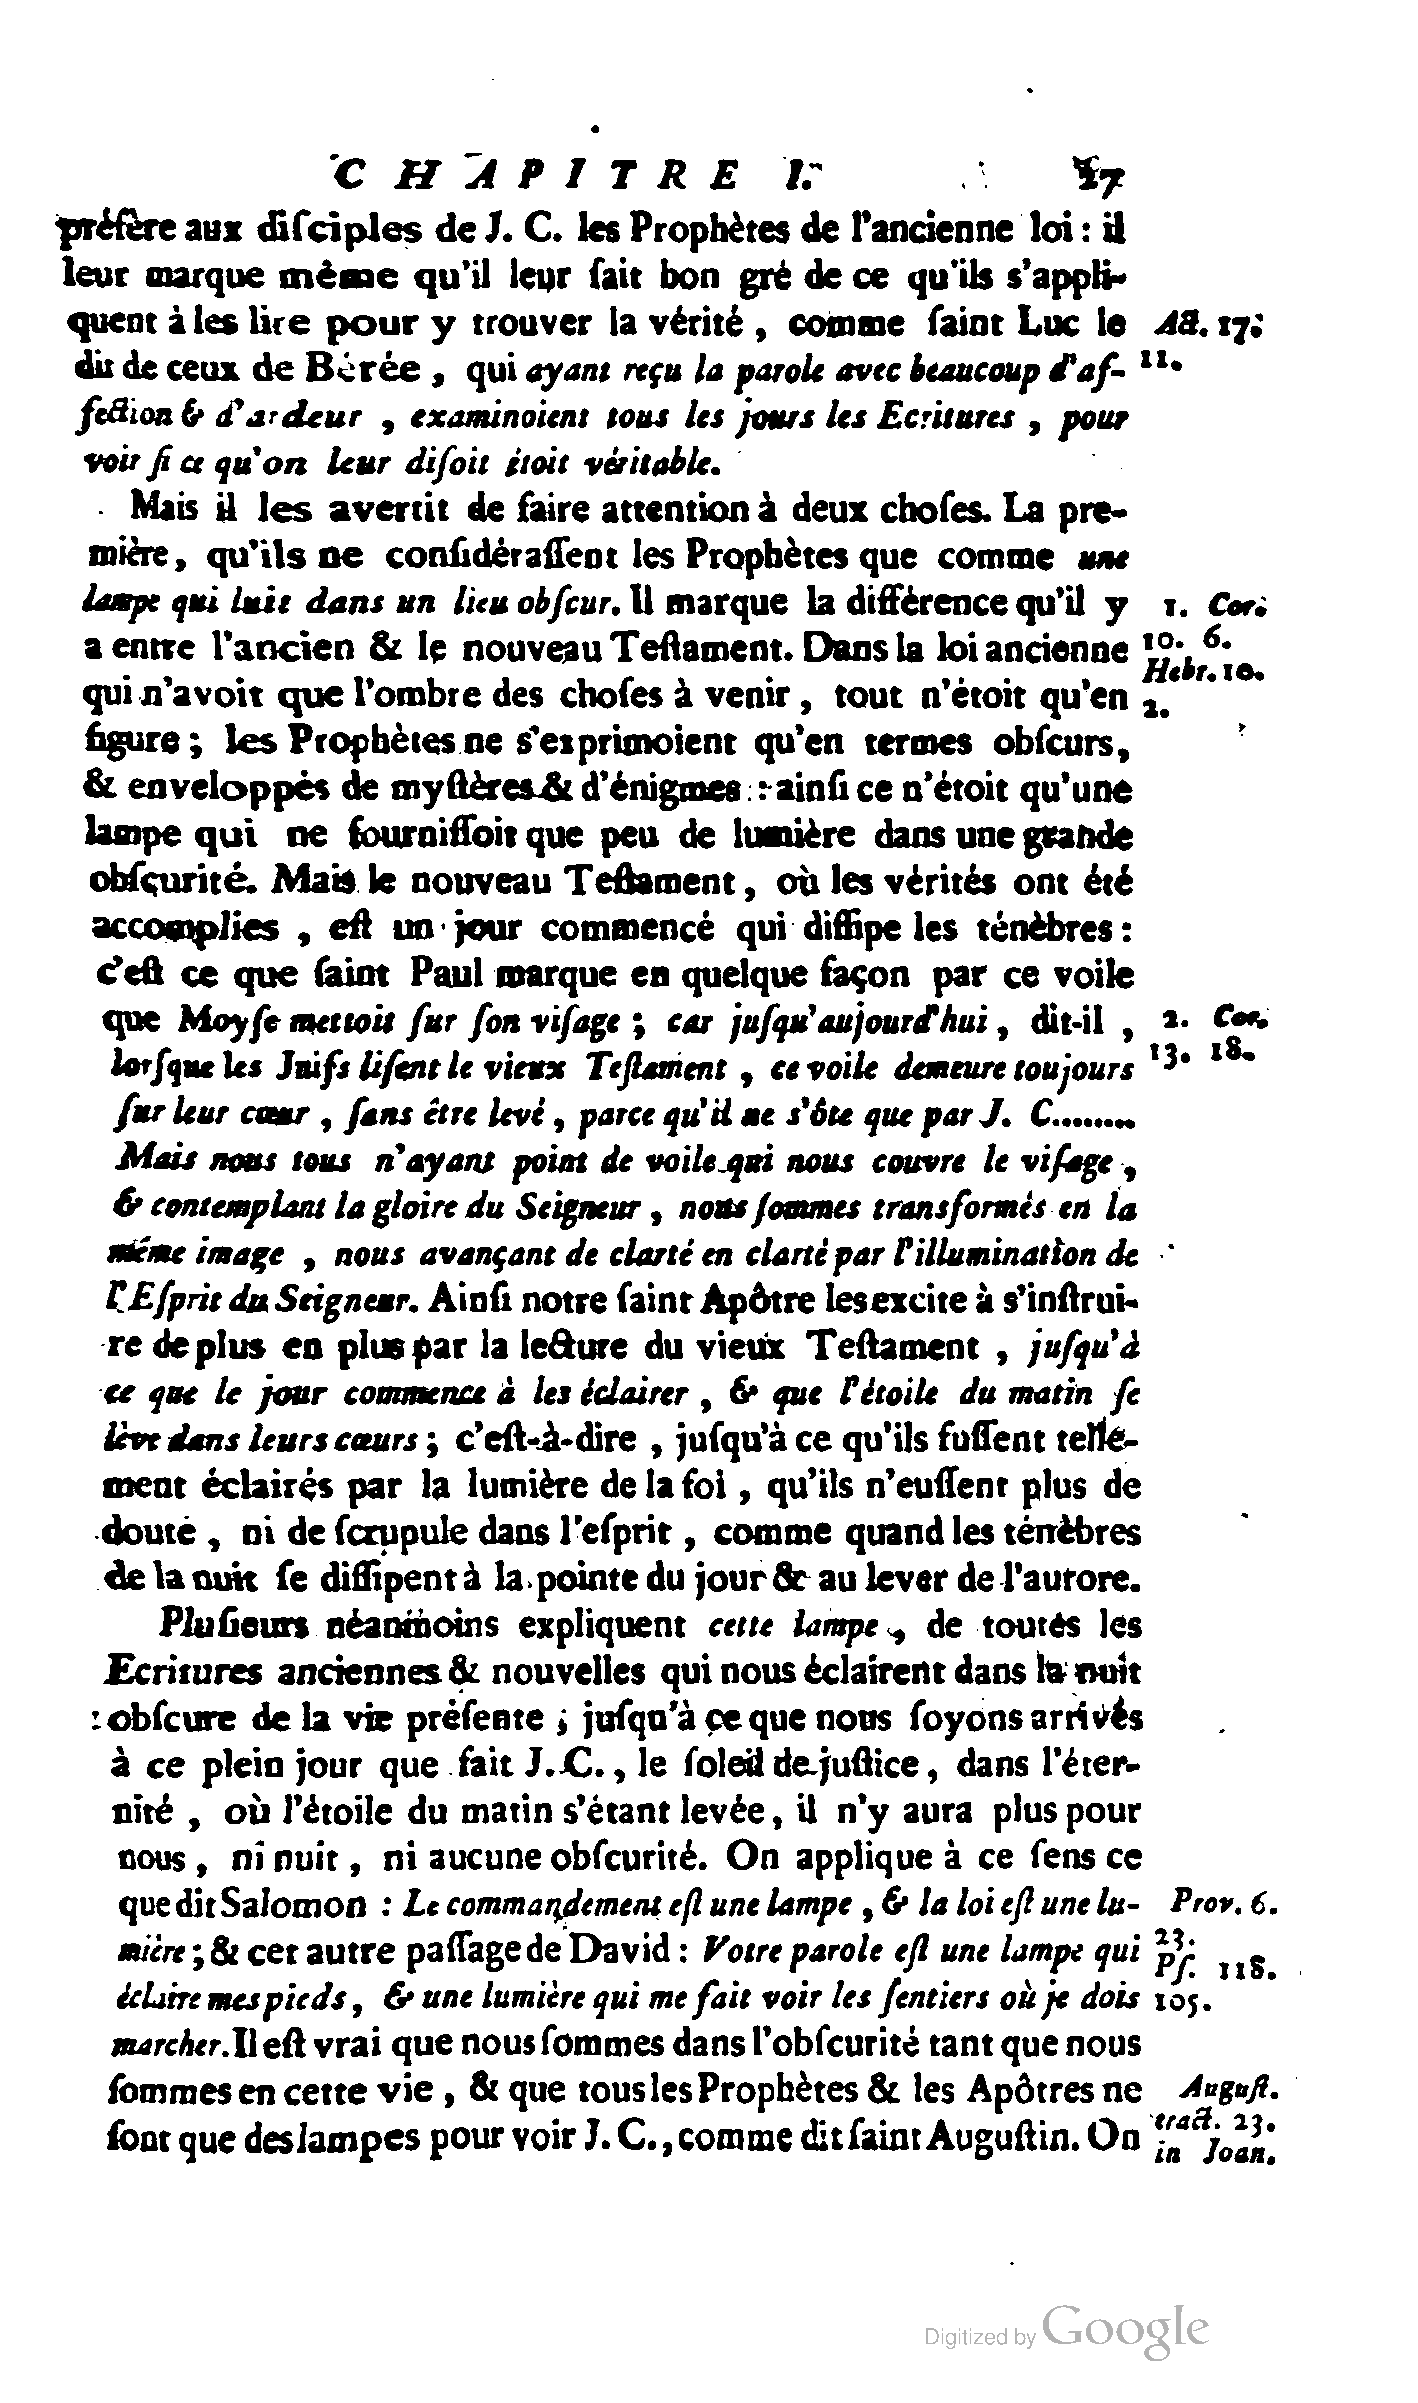 CHAPITRE I. 27
préfère aux diſciples de J. C. les Prophètes de l'ancienne loi : il
leur marque même qu'il leur ſait bon gré de ce qu'ils s'appli-
quent à les lire pour y trouver la vérité, comme ſaint Luc le
Act. 17.
dit de ceux de Bérée, qui ayant reçu la parole avec beaucoup d'af-
11.
fection & d'ardeur, examinoient tous les jours les Ecritures, pour
voir ſi ce qu'on leur diſoit étoit véritable.
Mais il les avertit de faire attention à deux choſes. La pre-
mière, qu'ils ne conſidéraſſent les Prophètes que comme une
lampe qui luit dans un lieu obſcur. Il marque la différence qu'il y
1. Cor.
a entre l'ancien & le nouveau Teſtament. Dans la loi ancienne
10. 6.
Hebr. 10.
qui n'avoit que l'ombre des choſes à venir, tout n'étoit qu'en
2.
figure ; les Prophètes ne s'exprimoient qu'en termes obſcurs,
& enveloppés de myſtères & d'énigmes : ainſi ce n'étoit qu'une
lampe qui ne fourniſſoit que peu de lumière dans une grande
obſcurité. Mais le nouveau Teſtament, où les vérités ont été
accomplies, eſt un jour commencé qui diſſipe les ténèbres :
c'eſt ce que ſaint Paul marque en quelque façon par ce voile
que Moyſe mettoit ſur ſon viſage ; car juſqu'aujourd'hui, dit-il,
2. Cor.
lorſque les Juifs liſent le vieux Teſtament, ce voile demeure toujours
13. 18.
ſur leur cœur, ſans être levé, parce qu'il ne s'ôte que par J. C.........
Mais nous tous n'ayant point de voile qui nous couvre le viſage,
& contemplant la gloire du Seigneur, nous ſommes transformés en la
même image, nous avançant de clarté en clarté par l'illumination de
l'Eſprit du Seigneur. Ainſi notre ſaint Apôtre les excite à s'inſtrui-
re de plus en plus par la lecture du vieux Teſtament, juſqu'à
ce que le jour commence à les éclairer, & que l'étoile du matin ſe
lève dans leurs cœurs ; c'eſt-à-dire, juſqu'à ce qu'ils fuſſent telle-
ment éclairés par la lumière de la foi, qu'ils n'euſſent plus de
doute, ni de ſcrupule dans l'eſprit, comme quand les ténèbres
de la nuit ſe diſſipent à la pointe du jour & au lever de l'aurore.
Pluſieurs néanmoins expliquent cette lampe, de toutes les
Ecritures anciennes & nouvelles qui nous éclairent dans la nuit
obſcure de la vie préſente ; juſqu'à ce que nous ſoyons arrivés
à ce plein jour que fait J. C., le ſoleil de juſtice, dans l'éter-
nité, où l'étoile du matin s'étant levée, il n'y aura plus pour
nous, ni nuit, ni aucune obſcurité. On applique à ce ſens ce
que dit Salomon : Le commandement eſt une lampe, & la loi eſt une lu-
Prov. 6.
mière ; & cet autre paſſage de David : Votre parole eſt une lampe qui
23.
Pſ. 118.
éclaire mes pieds, & une lumière qui me fait voir les ſentiers où je dois
105.
marcher. Il eſt vrai que nous ſommes dans l'obſcurité tant que nous
ſommes en cette vie, & que tous les Prophètes & les Apôtres ne
Auguſt.
ſont que des lampes pour voir J. C., comme dit ſaint Auguſtin. On
tract. 23.
in Joan.
Digitized by Google